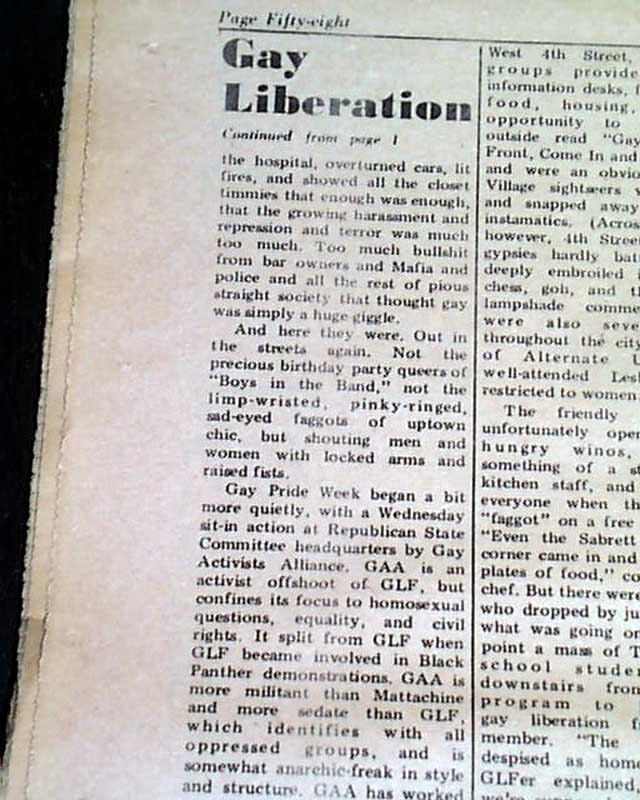 Page Fifty-eight
Gay
Liberation
Continued from page 1
the hospital, overturned cars, lit
fires, and showed all the closet
timmies that enough was enough,
that the growing harassment and
repression and terror was much
too much. Too much bullshit
from bar owners and Mafia and
police and all the rest of pious
straight society that thought gay
was simply a huge giggle.
And here they were. Out in
the streets again. Not the
precious birthday party queers of
"Boys in the Band," not the
limp-wristed, pinky-ringed,
sad-eyed faggots of uptown
chic, but shouting men and
women with locked arms and
raised fists.
Gay Pride Week began a bit
more quietly, with a Wednesday
sit-in action at Republican State
Committee headquarters by Gay
Activists Alliance. GAA is an
activist offshoot of GLF, but
confines its focus to homosexual
questions, equality, and civil
rights. It split from GLF when
GLF became involved in Black
Panther demonstrations. GAA is
more militant than Mattachine
and more sedate than GLF,
which identifies with all
oppressed groups, and is
somewhat anarchic-freak in style
and structure. GAA has worked
West 4th Street,
groups provide
information desks,
food, housing,
opportunity to
outside read "Gay
Front, Come In and
and were an obvio
Village sightseers
and snapped away
instamatics. (Acros
however, 4th Street
gypsies hardly bat
deeply embroiled
chess, goh, and th
lampshade comme
were also seve
throughout the city
of Alternate U
well-attended Lesb
restricted to women
The friendly
unfortunately open
hungry winos,
something of a st
kitchen staff, and
everyone when th
"faggot" on a free
"Even the Sabrett
corner came in and
plates of food," co
chef. But there were
who dropped by ju
what was going on
point a mass of T
school studen
downstairs from
program to
gay liberation f
member. "The
despised as home
GLFer explained